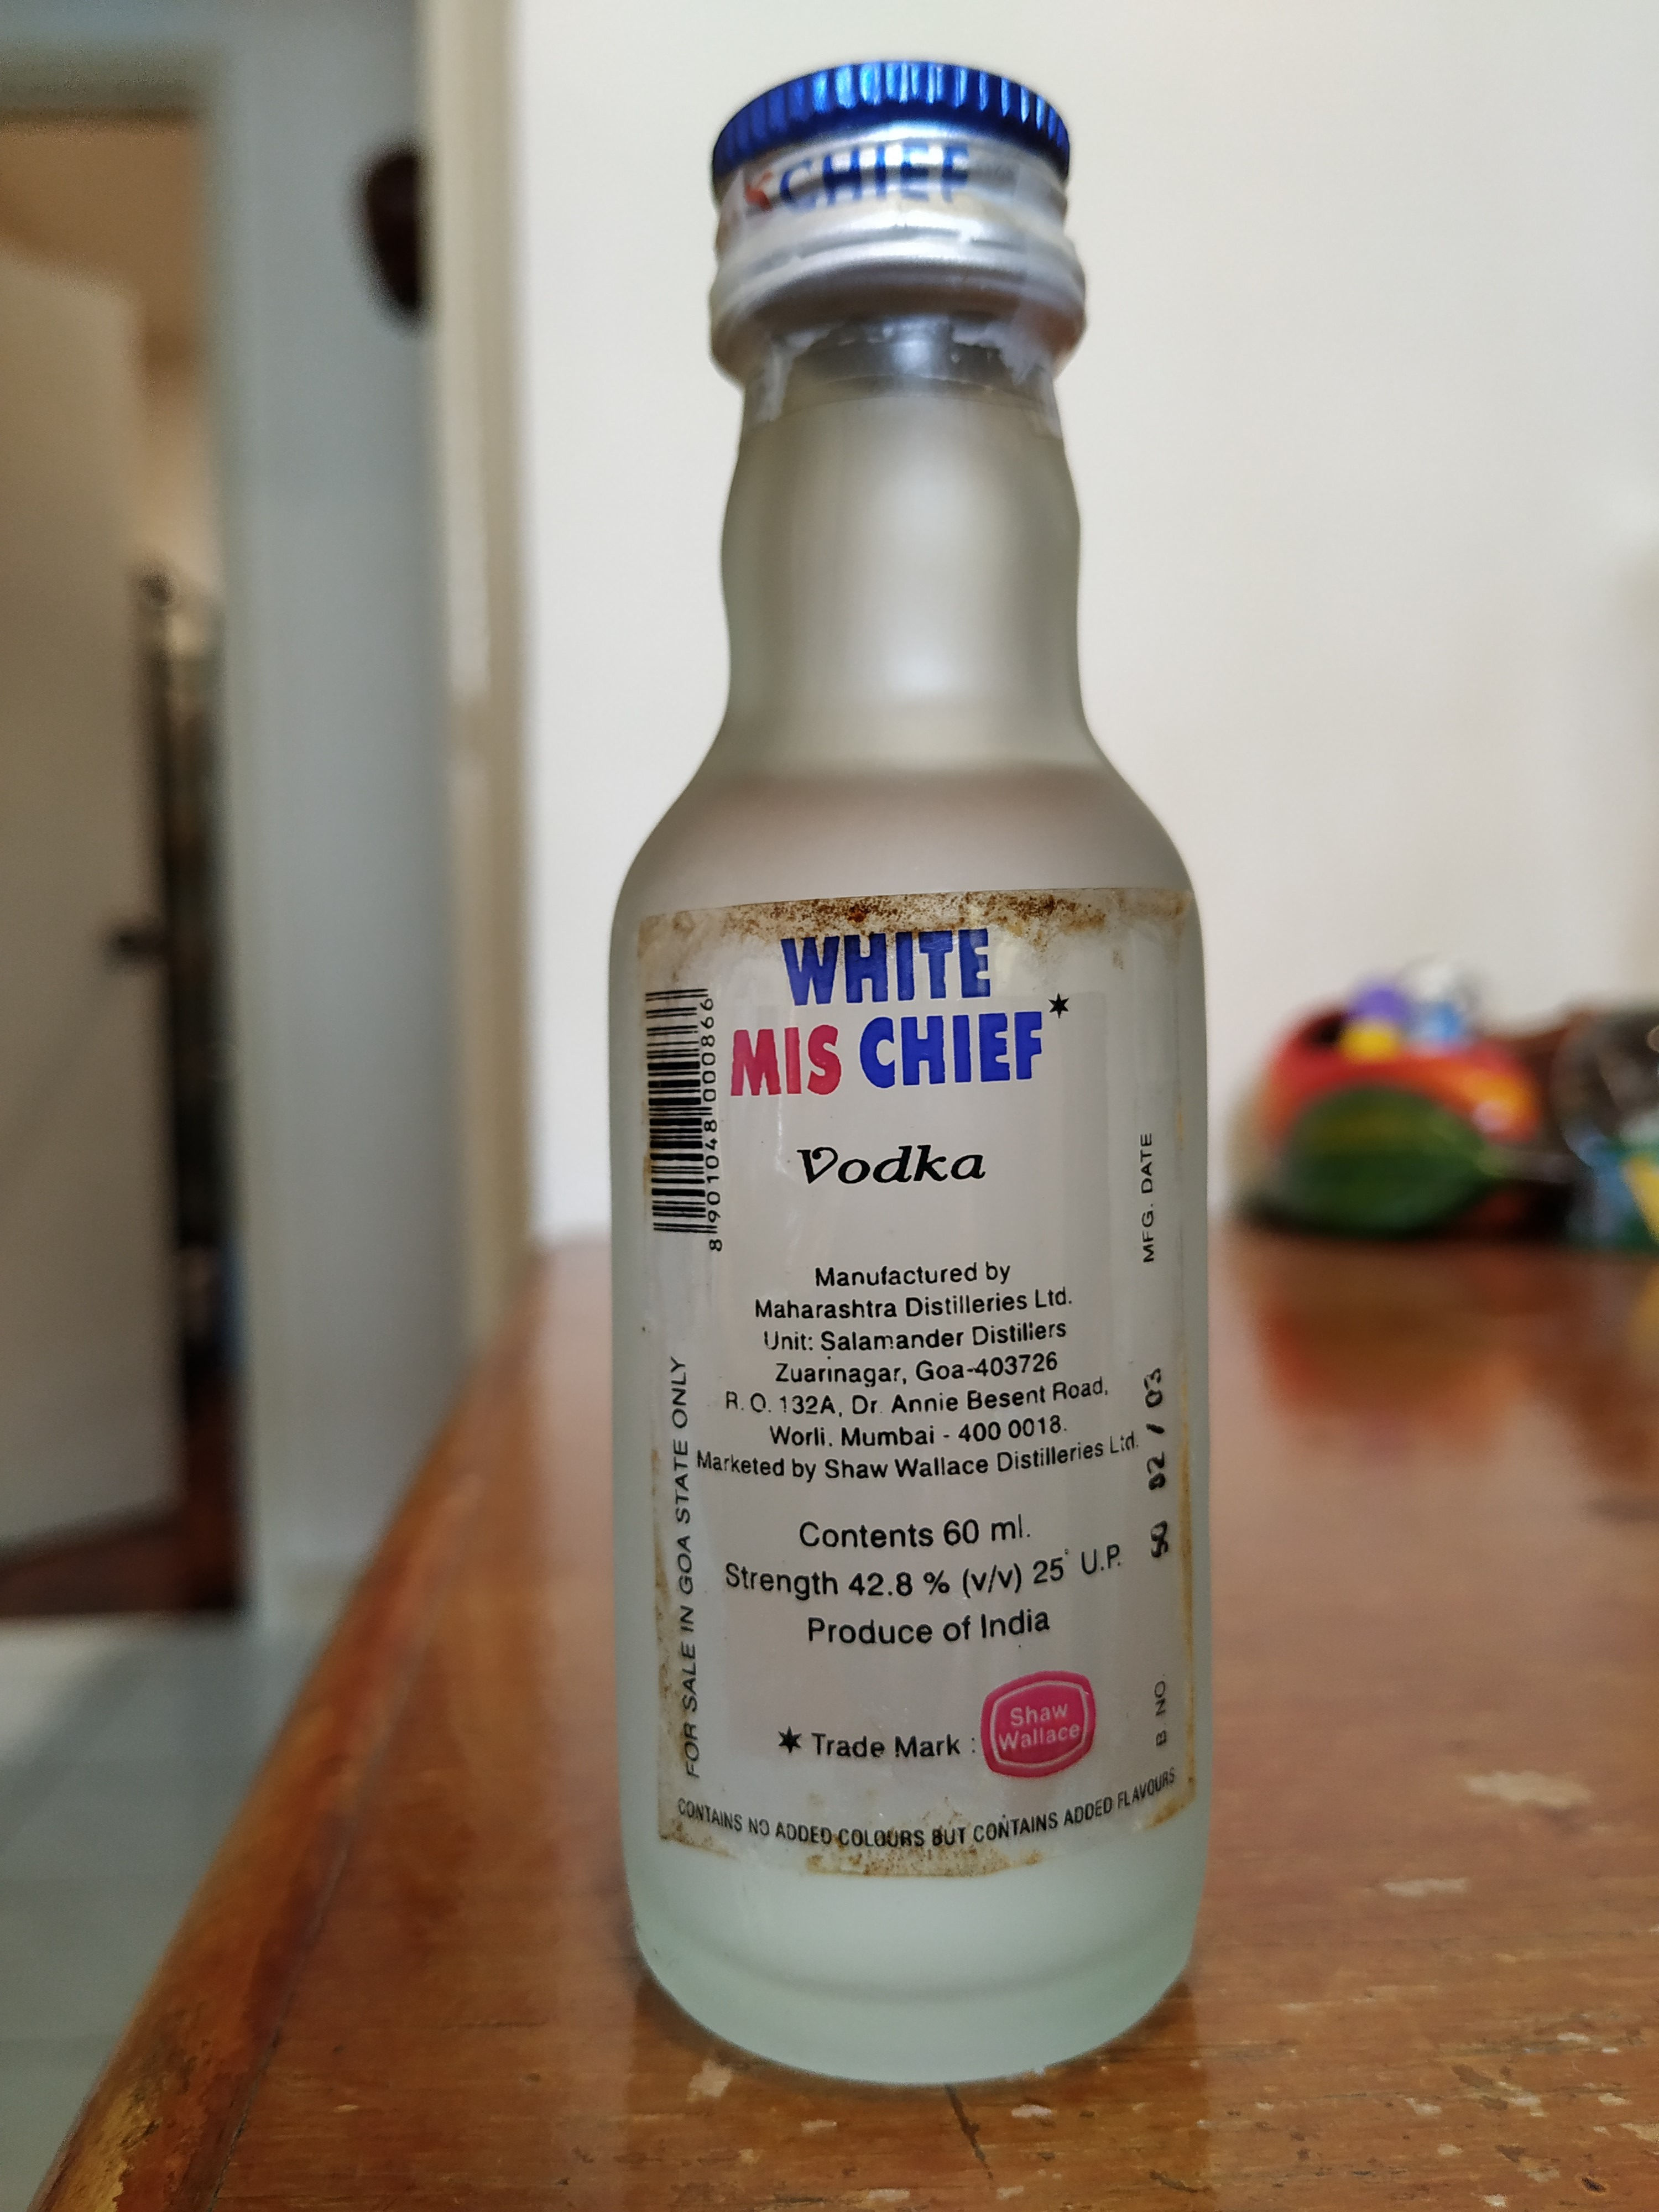 CHIEF
WHITE
MIS CHIEF*
Vodka
8901048000866
MFG. DATE
Manufactured by
Maharashtra Distilleries Ltd.
Unit: Salamander Distillers
Zuarinagar, Goa-403726
R.O. 132A, Dr. Annie Besent Road,
Worli, Mumbai - 400 0018.
Marketed by Shaw Wallace Distilleries Ltd.
FOR SALE IN GOA STATE ONLY
02 / 03
Contents 60 ml.
Strength 42.8 % (v/v) 25° U.P.
Produce of India
B. NO.
* Trade Mark :
Shaw
Wallace
CONTAINS NO ADDED COLOURS BUT CONTAINS ADDED FLAVOURS